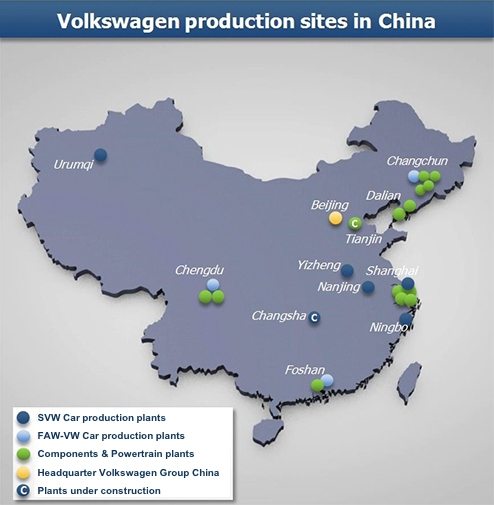 Volkswagen production sites in China
Urumqi
Changchun
Dalian
Beijing
C
Tianjin
Yizheng
Shanghai
Chengdu
Nanjing
Changsha C
Ningbo
Foshan
SVW Car production plants
FAW-VW Car production plants
Components & Powertrain plants
Headquarter Volkswagen Group China
C Plants under construction